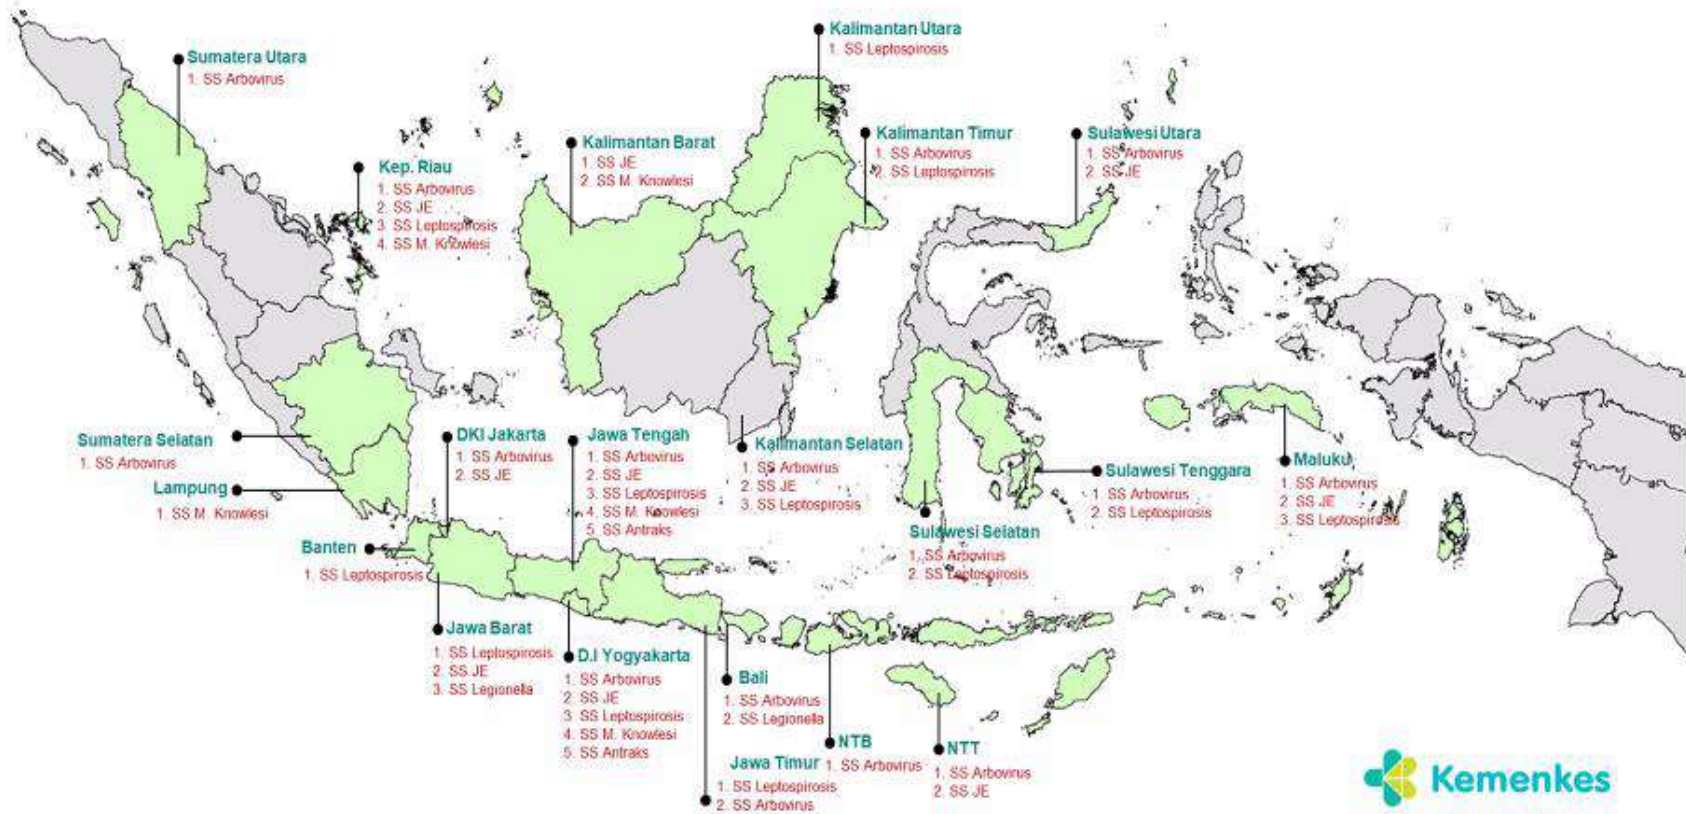 Kalimantan Utara
1. SS Leptospirosis
Sumatera Utara
1. SS Arbovirus
Kalimantan Barat
1. SS JE
2. SS M. Knowlesi
Kalimantan Timur
1. SS Arbovirus
2. SS Leptospirosis
Sulawesi Utara
1. SS Arbovirus
2. SS JE
Kep. Riau
1. SS Arbovirus
2. SS JE
3. SS Leptospirosis
4. SS M. Knowlesi
Sumatera Selatan
1. SS Arbovirus
Lampung
1. SS M. Knowlesi
DKI Jakarta
1. SS Arbovirus
2. SS JE
Jawa Tengah
1. SS Arbovirus
2. SS JE
3. SS Leptospirosis
4. SS M. Knowlesi
5. SS Antraks
Kalimantan Selatan
1. SS Arbovirus
2. SS JE
3. SS Leptospirosis
Sulawesi Tenggara
1. SS Arbovirus
2. SS Leptospirosis
Maluku
1. SS Arbovirus
2. SS JE
3. SS Leptospirosis
Sulawesi Selatan
1. SS Arbovirus
2. SS Leptospirosis
Banten
1. SS Leptospirosis
Jawa Barat
1. SS Leptospirosis
2. SS JE
3. SS Legionella
D.I Yogyakarta
1. SS Arbovirus
2. SS JE
3. SS Leptospirosis
4. SS M. Knowlesi
5. SS Antraks
Bali
1. SS Arbovirus
2. SS Legionella
Jawa Timur
1. SS Leptospirosis
2. SS Arbovirus
NTB
1. SS Arbovirus
NTT
1. SS Arbovirus
2. SS JE
Kemenkes